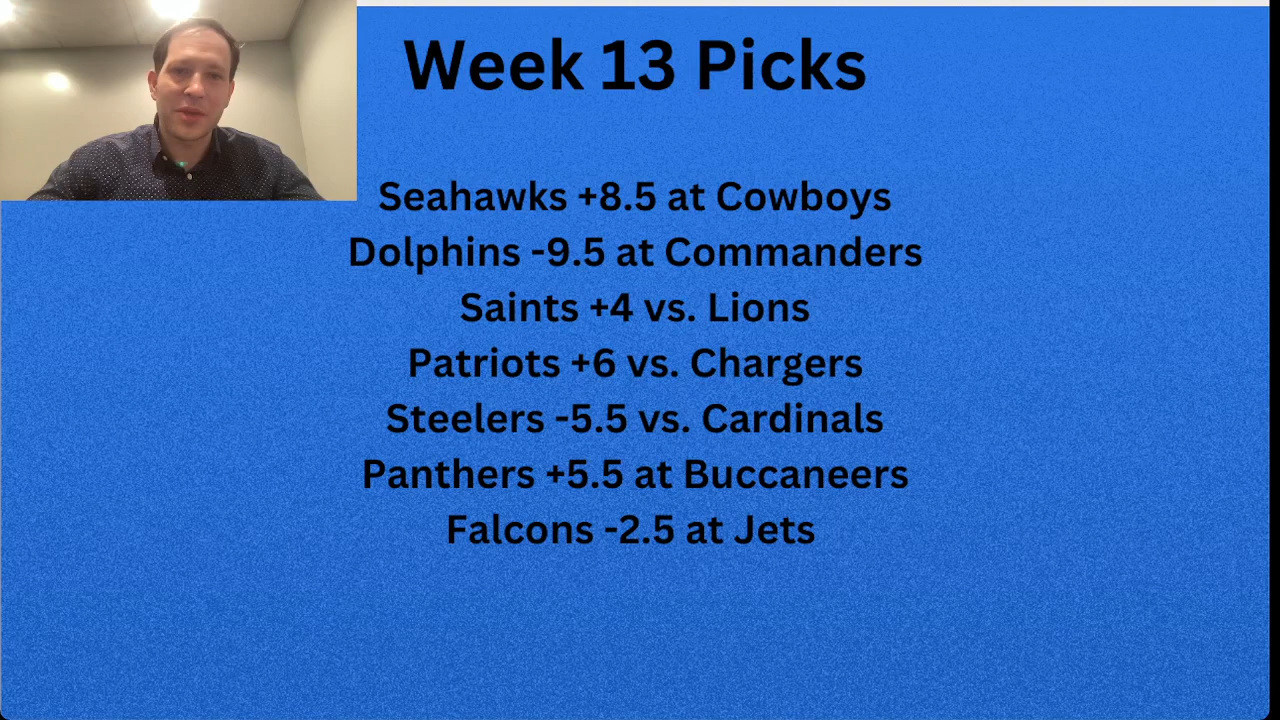 Week 13 Picks
Seahawks +8.5 at Cowboys
Dolphins -9.5 at Commanders
Saints +4 vs. Lions
Patriots +6 vs. Chargers
Steelers -5.5 vs. Cardinals
Panthers +5.5 at Buccaneers
Falcons -2.5 at Jets